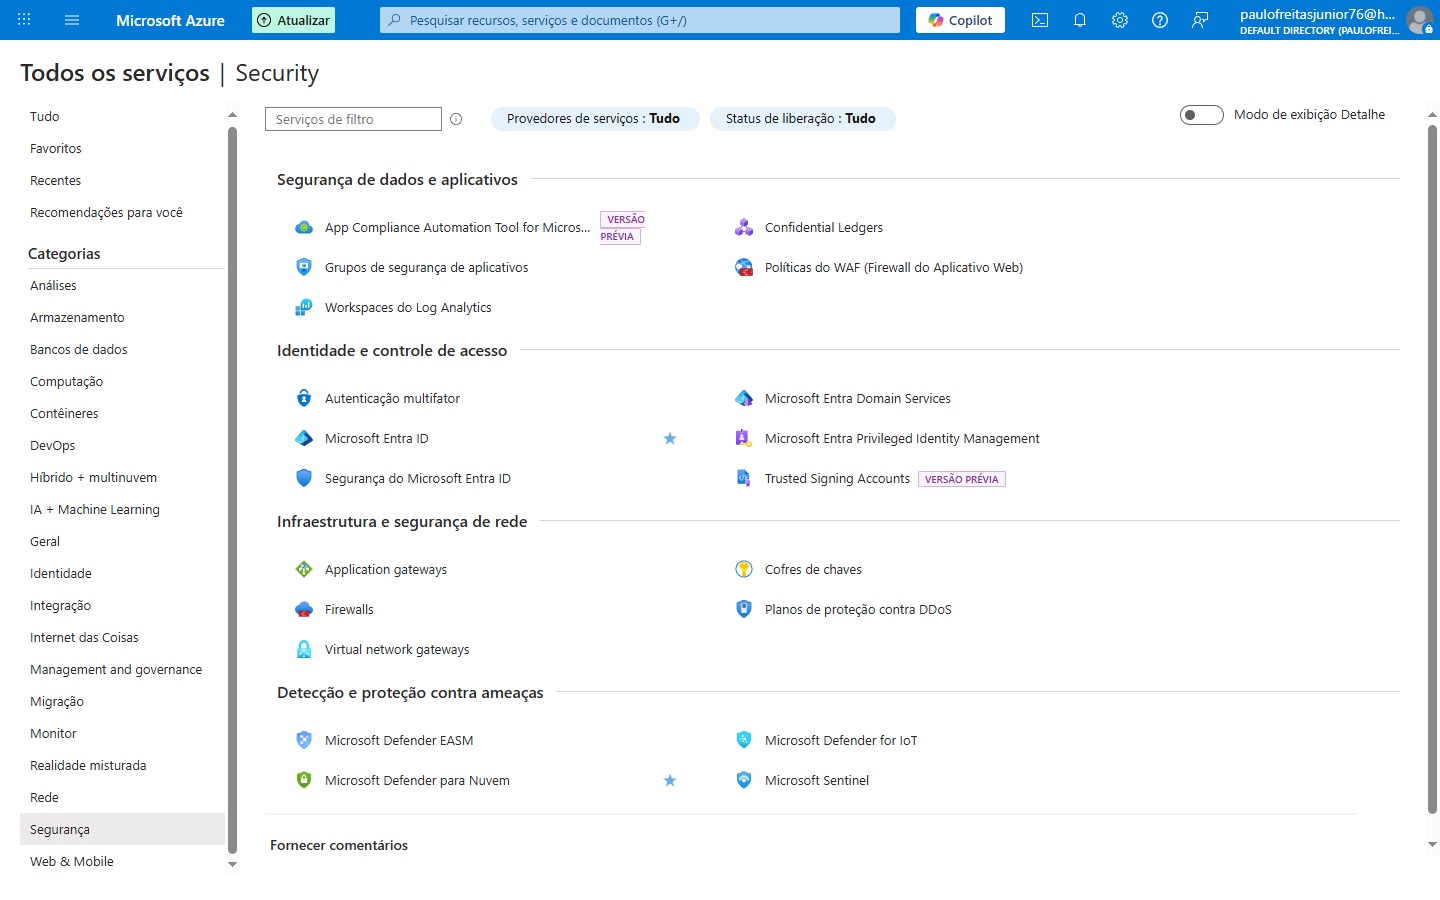 Microsoft Azure
Atualizar
Pesquisar recursos, serviços e documentos (G+/)
Copilot
paulofreitasjunior76@h...
DEFAULT DIRECTORY (PAULOFREI...
Todos os serviços | Security
Tudo
Favoritos
Recentes
Recomendações para você
Categorias
Análises
Armazenamento
Bancos de dados
Computação
Contêineres
DevOps
Híbrido + multinuvem
IA + Machine Learning
Geral
Identidade
Integração
Internet das Coisas
Management and governance
Migração
Monitor
Realidade misturada
Rede
Segurança
Web & Mobile
Serviços de filtro
Provedores de serviços : Tudo
Status de liberação : Tudo
Modo de exibição Detalhe
Segurança de dados e aplicativos
App Compliance Automation Tool for Micros...
VERSÃO
PRÉVIA
Confidential Ledgers
Grupos de segurança de aplicativos
Políticas do WAF (Firewall do Aplicativo Web)
Workspaces do Log Analytics
Identidade e controle de acesso
Autenticação multifator
Microsoft Entra Domain Services
Microsoft Entra ID
Microsoft Entra Privileged Identity Management
Segurança do Microsoft Entra ID
Trusted Signing Accounts
VERSÃO PRÉVIA
Infraestrutura e segurança de rede
Application gateways
Cofres de chaves
Firewalls
Planos de proteção contra DDoS
Virtual network gateways
Detecção e proteção contra ameaças
Microsoft Defender EASM
Microsoft Defender for IoT
Microsoft Defender para Nuvem
Microsoft Sentinel
Fornecer comentários